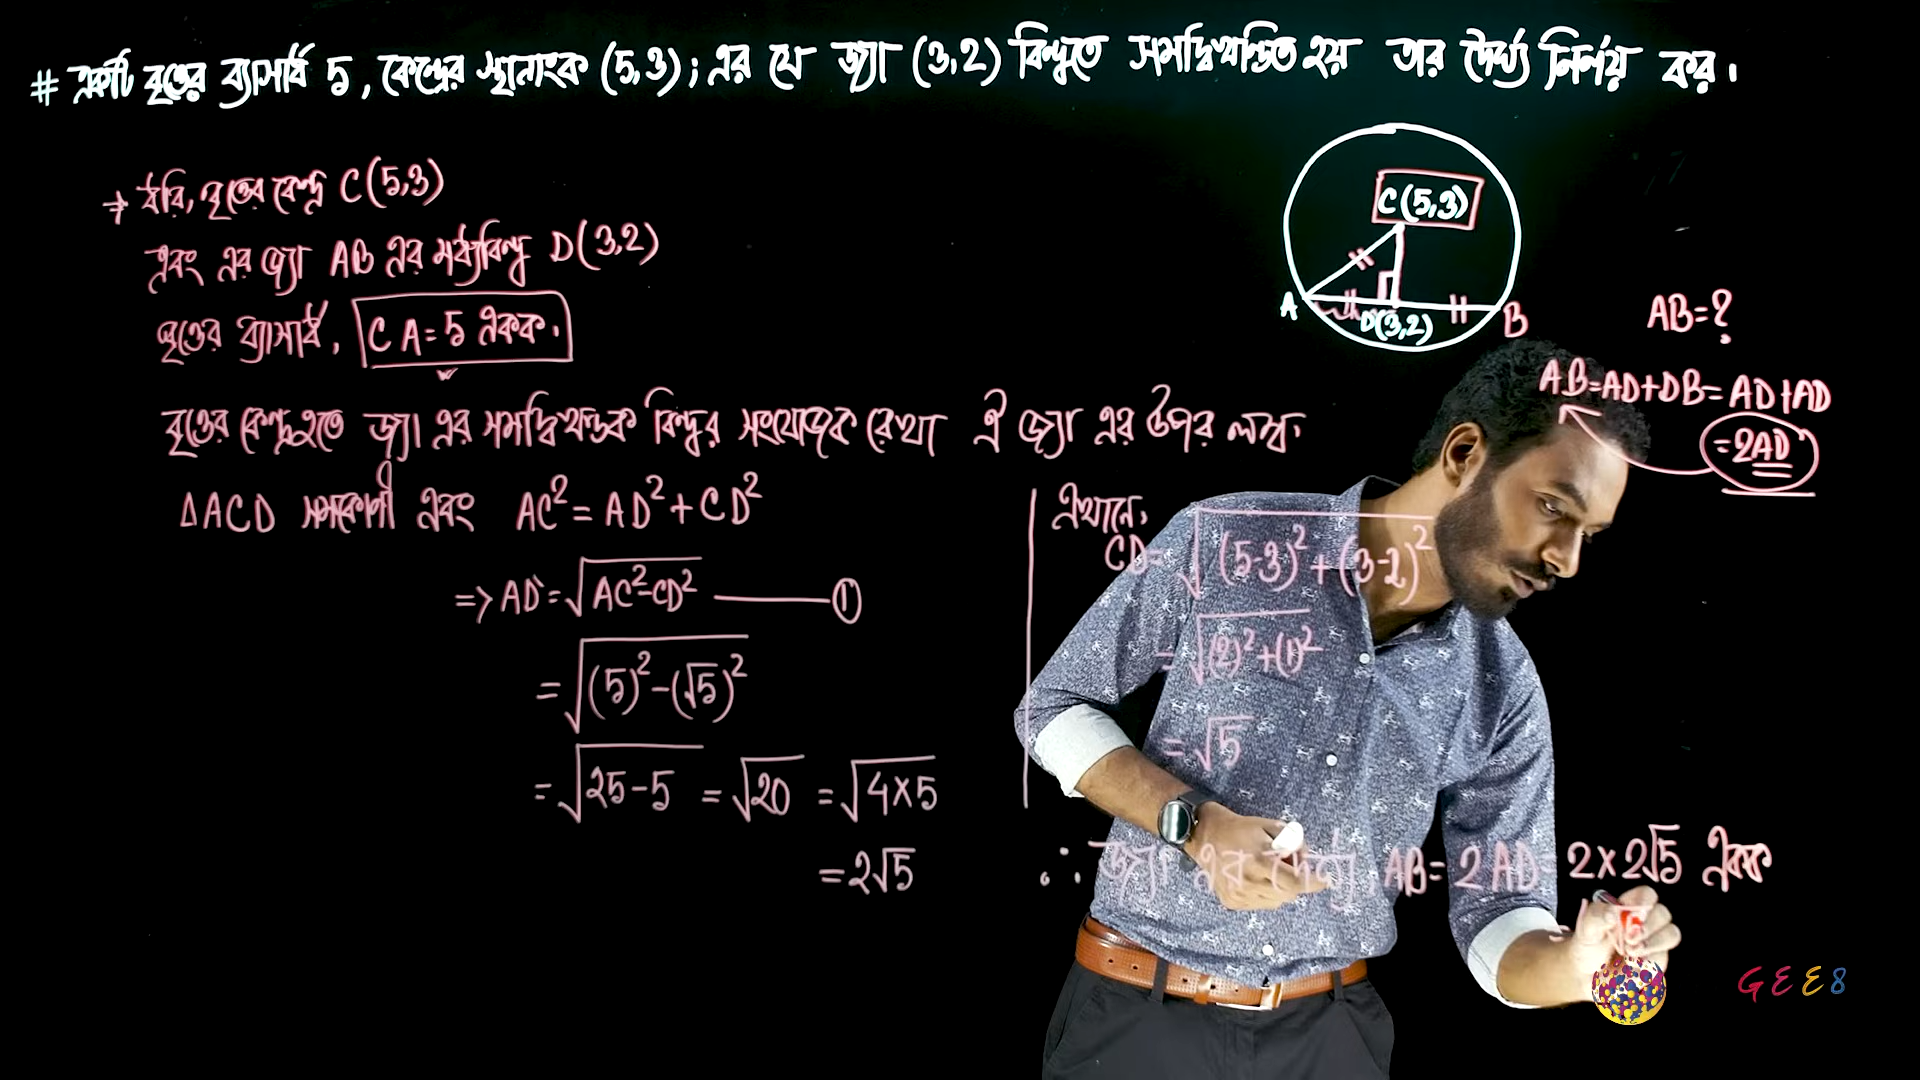 # একটি বৃত্তের ব্যাসার্ধ 5, কেন্দ্রের স্থানাংক (5,3); এর যে জ্যা (3,2) বিন্দুতে সমদ্বিখণ্ডিত হয় তার দৈর্ঘ্য নির্ণয় কর।
→ ধরি, বৃত্তের কেন্দ্র C(5,3)
এবং এর জ্যা AB এর মধ্যবিন্দু D(3,2)
বৃত্তের ব্যাসার্ধ, CA = 5 একক।
বৃত্তের কেন্দ্র হতে জ্যা এর সমদ্বিখণ্ডক বিন্দুর সংযোজক রেখা ঐ জ্যা এর উপর লম্ব।
ΔACD সমকোণী এবং AC² = AD² + CD²
=> AD = √(AC²-CD²) ——— ①
= √((5)²-(√5)²)
= √(25-5) = √20 = √(4×5)
= 2√5
C(5,3)
A
D(3,2)
B
AB=?
AB=AD+DB=AD+AD
=2AD
এখানে,
CD= √((5-3)²+(3-2)²)
= √((2)²+(1)²
= √5
∴ জ্যা এর দৈর্ঘ্য, AB= 2AD= 2×2√5 একক
GEE8